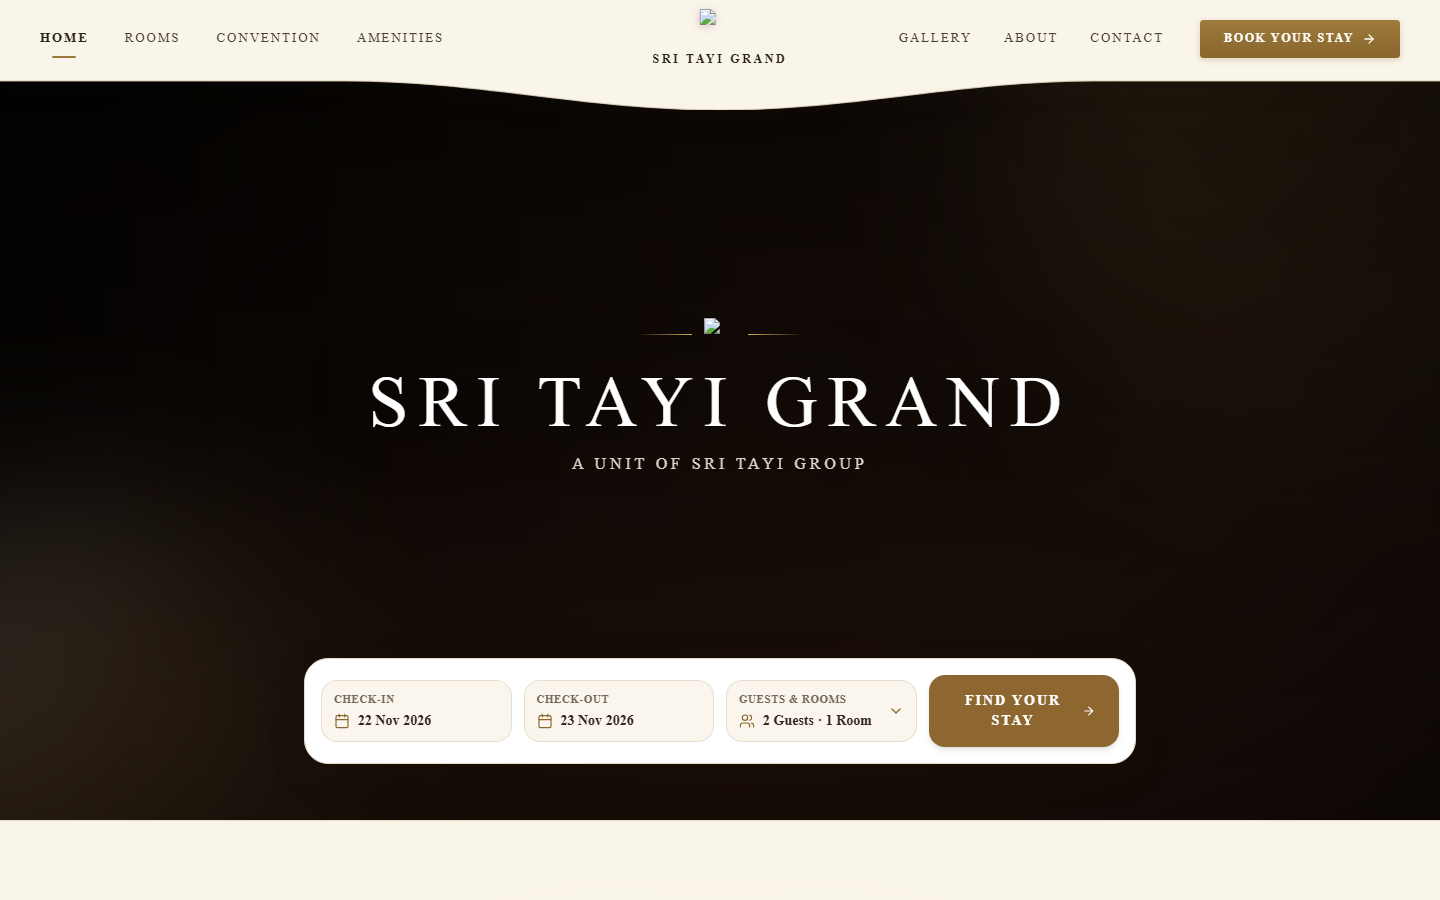 HOME
ROOMS
CONVENTION
AMENITIES
SRI TAYI GRAND
GALLERY
ABOUT
CONTACT
BOOK YOUR STAY
SRI TAYI GRAND
A UNIT OF SRI TAYI GROUP
CHECK-IN
22 Nov 2026
CHECK-OUT
23 Nov 2026
GUESTS & ROOMS
2 Guests · 1 Room
FIND YOUR
STAY